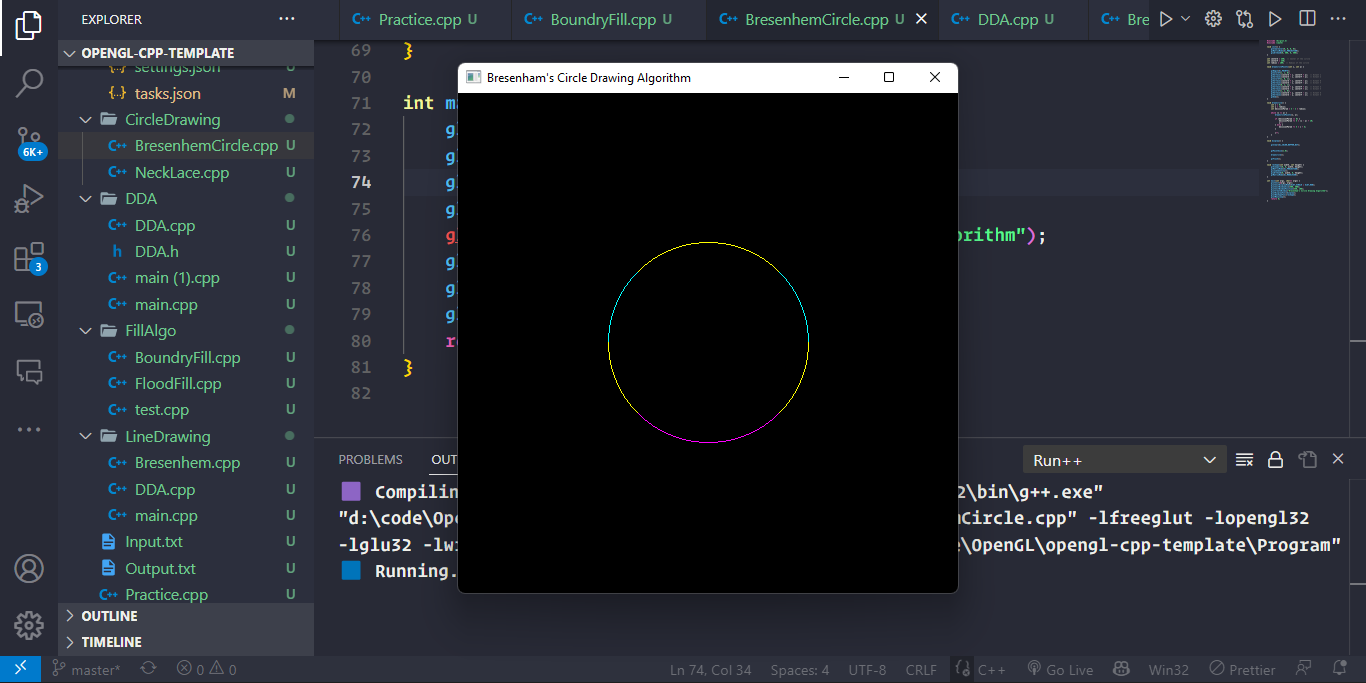 EXPLORER
Practice.cpp U
BoundryFill.cpp U
BresenhemCircle.cpp U
DDA.cpp U
Bre
OPENGL-CPP-TEMPLATE
settings.json U
tasks.json M
CircleDrawing
BresenhemCircle.cpp U
NeckLace.cpp U
DDA
DDA.cpp U
h DDA.h U
main (1).cpp U
main.cpp U
FillAlgo
BoundryFill.cpp U
FloodFill.cpp U
test.cpp U
LineDrawing
Bresenhem.cpp U
DDA.cpp U
main.cpp U
Input.txt U
Output.txt U
Practice.cpp U
OUTLINE
TIMELINE
6K+
3
69 }
70
71 int m
72 g
73 g
74 g
75 g
76 g orithm");
77 g
78 g
79 g
80 r
81 }
82
Bresenham's Circle Drawing Algorithm
PROBLEMS OUT
Run++
Compilin 2\bin\g++.exe"
"d:\code\Ope mCircle.cpp" -lfreeglut -lopengl32
-lglu32 -lw e\OpenGL\opengl-cpp-template\Program"
Running.
master* 0 0 Ln 74, Col 34 Spaces: 4 UTF-8 CRLF C++ Go Live Win32 Prettier